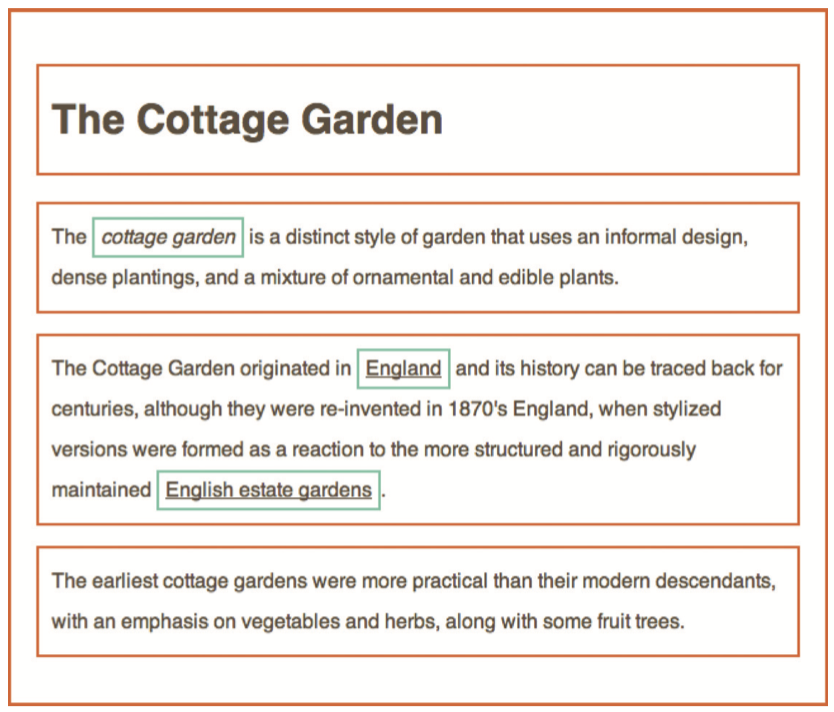 The Cottage Garden
The cottage garden is a distinct style of garden that uses an informal design,
dense plantings, and a mixture of ornamental and edible plants.
The Cottage Garden originated in England and its history can be traced back for
centuries, although they were re-invented in 1870's England, when stylized
versions were formed as a reaction to the more structured and rigorously
maintained English estate gardens.
The earliest cottage gardens were more practical than their modern descendants,
with an emphasis on vegetables and herbs, along with some fruit trees.